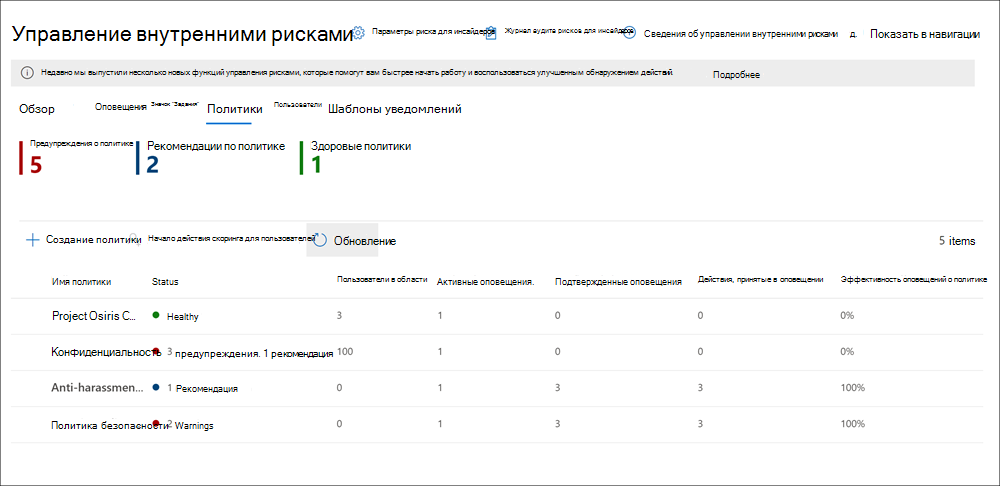 Управление внутренними рисками Параметры риска для инсайдеров Журнал аудита рисков для инсайдеров Сведения об управлении внутренними рисками д. Показать в навигации
Недавно мы выпустили несколько новых функций управления рисками, которые помогут вам быстрее начать работу и воспользоваться улучшенным обнаружением действий. Подробнее
Обзор Оповещения Значок "Задания" Политики Пользователи Шаблоны уведомлений
Предупреждения о политике Рекомендации по политике Здоровые политики
5 2 1
Создание политики Начало действия скоринга для пользователей Обновление 5 items
Имя политики Status Пользователи в области Активные оповещения. Подтвержденные оповещения Действия, принятые в оповещении Эффективность оповещений о политике
Project Osiris C... Healthy 3 1 0 0 0%
Конфиденциальность 3 предупреждения. 1 рекомендация 100 1 0 0 0%
Anti-harassmen... 1 Рекомендация 0 1 3 3 100%
Политика безопасности 2 Warnings 0 1 3 3 100%